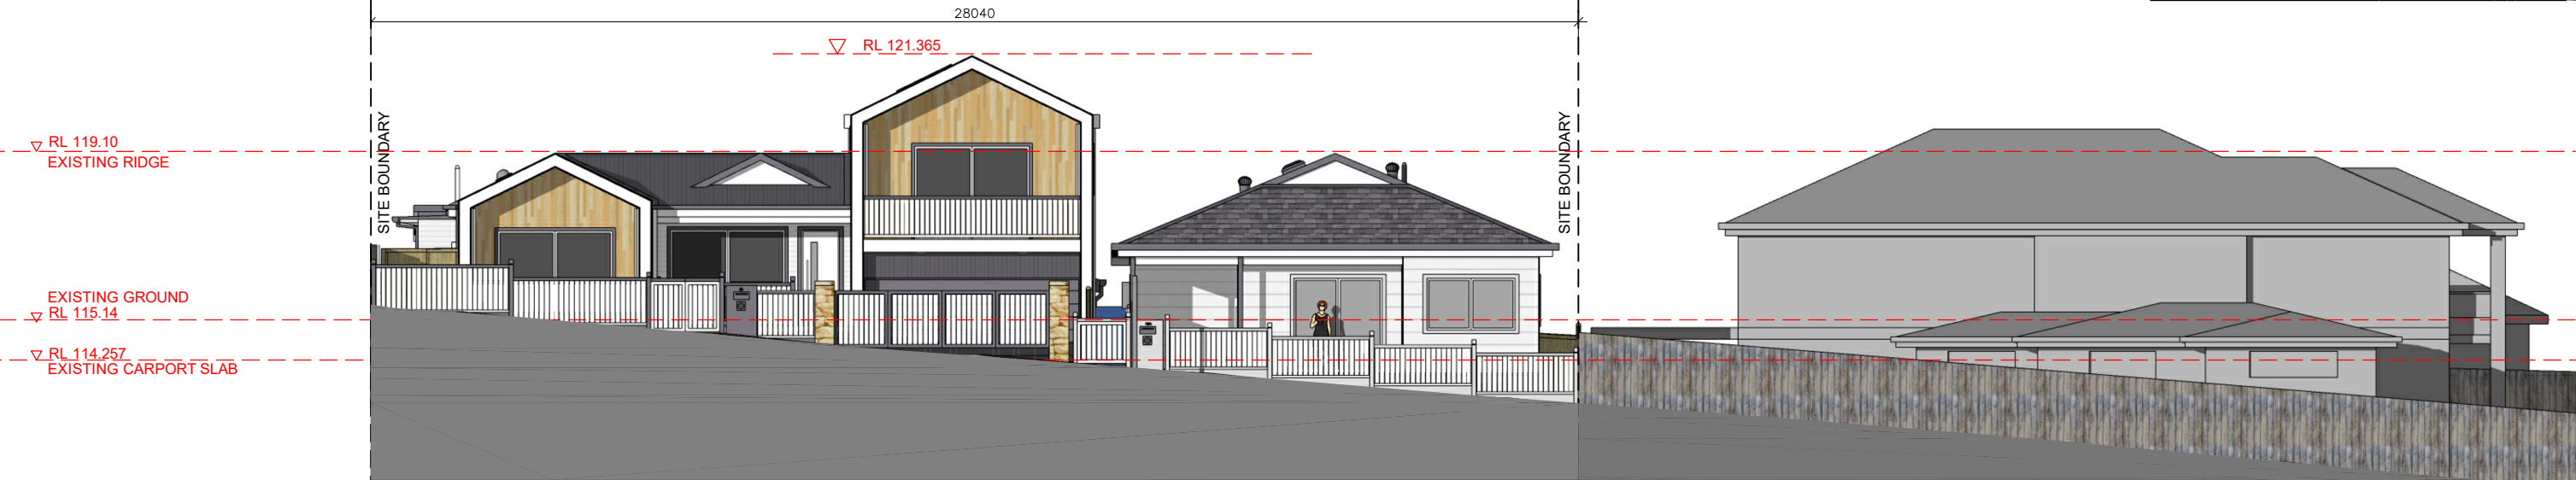 28040
RL 121.365
SITE BOUNDARY
SITE BOUNDARY
RL 119.10
EXISTING RIDGE
EXISTING GROUND
RL 115.14
RL 114.257
EXISTING CARPORT SLAB